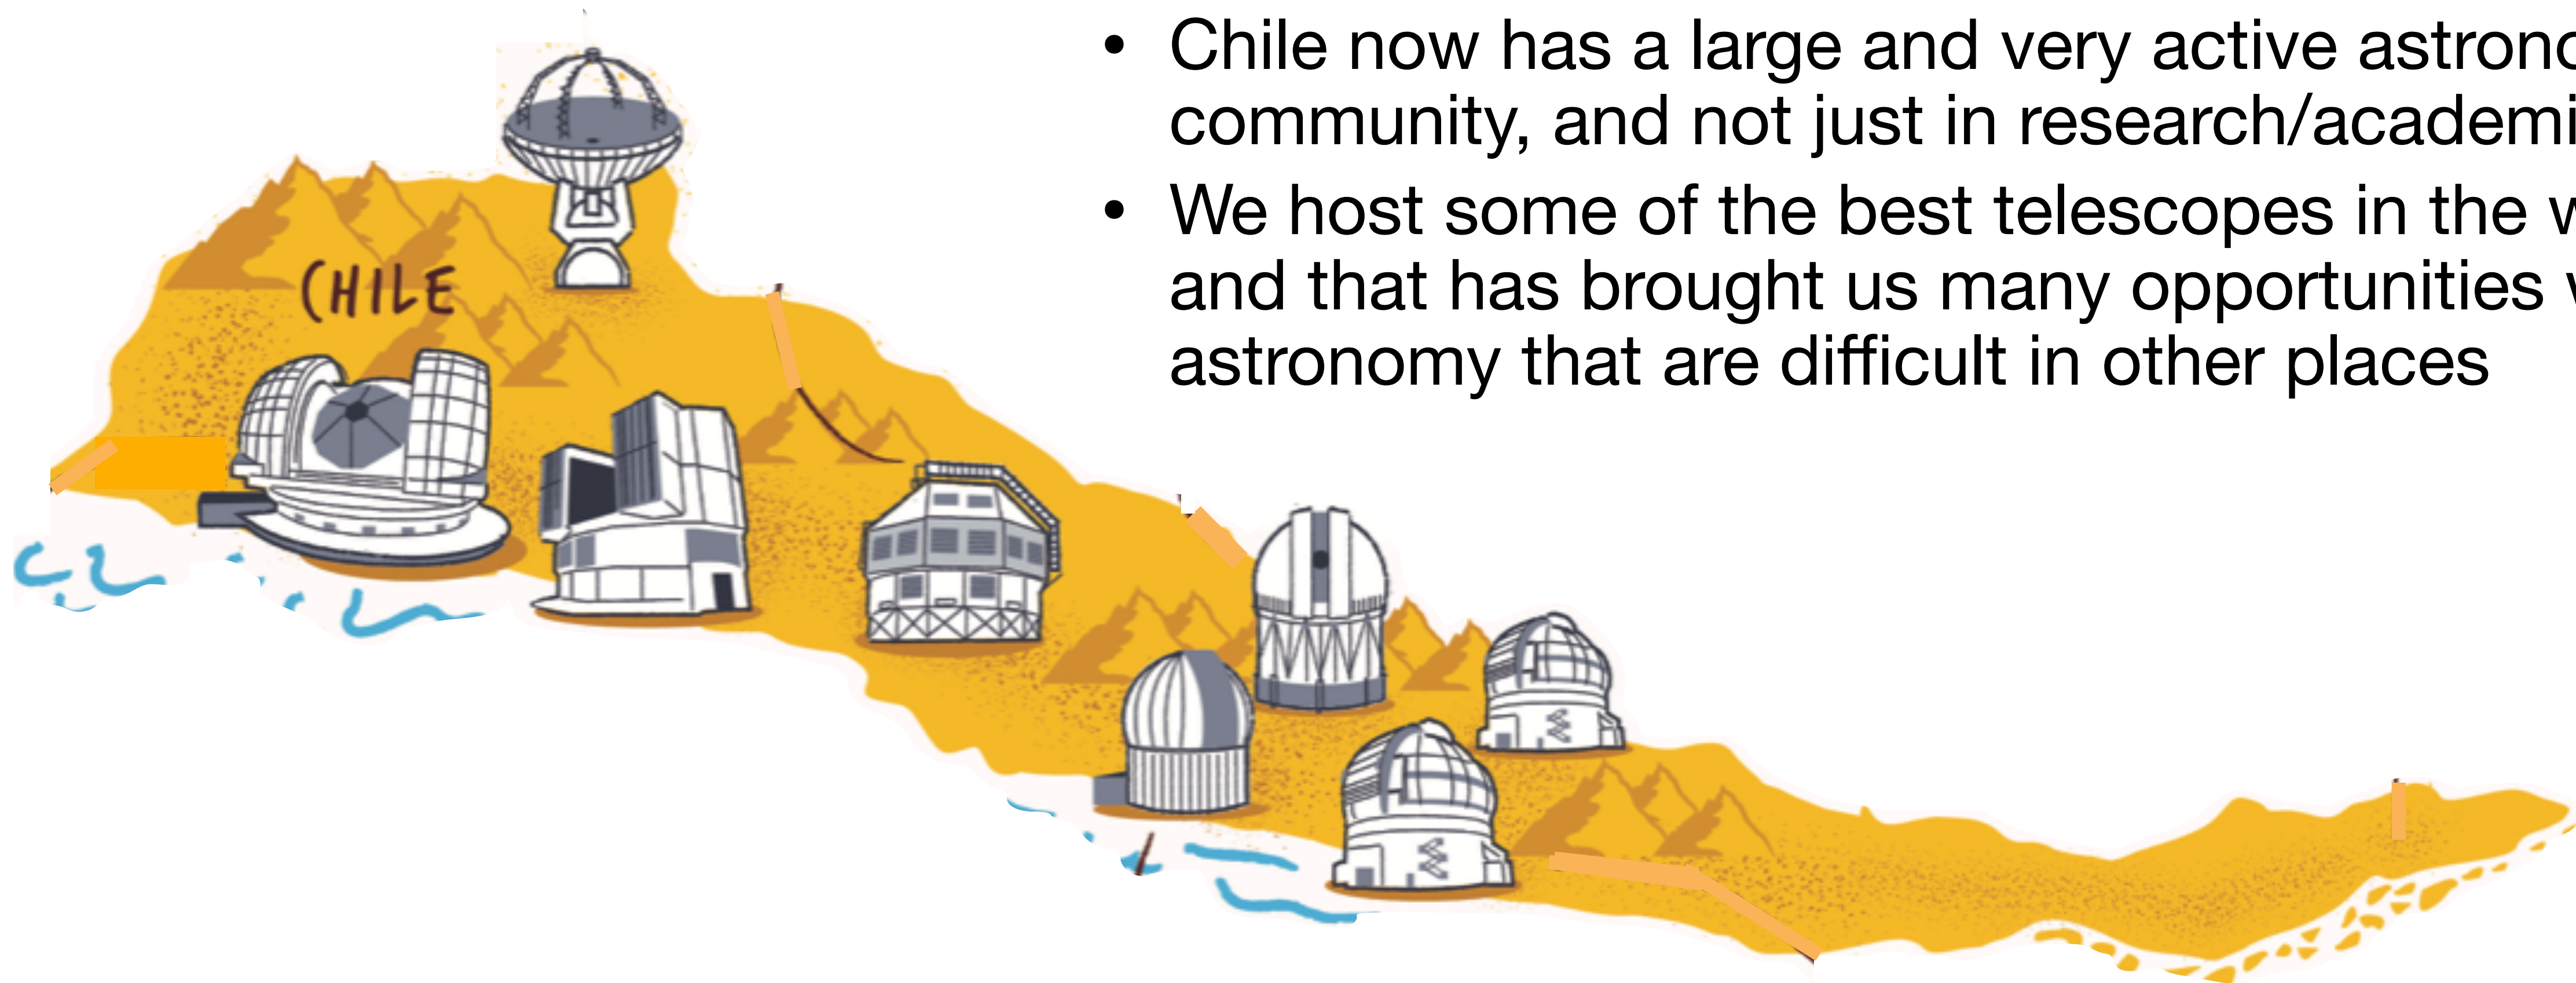 CHILE
• Chile now has a large and very active astrono
community, and not just in research/academi
• We host some of the best telescopes in the w
and that has brought us many opportunities w
astronomy that are difficult in other places